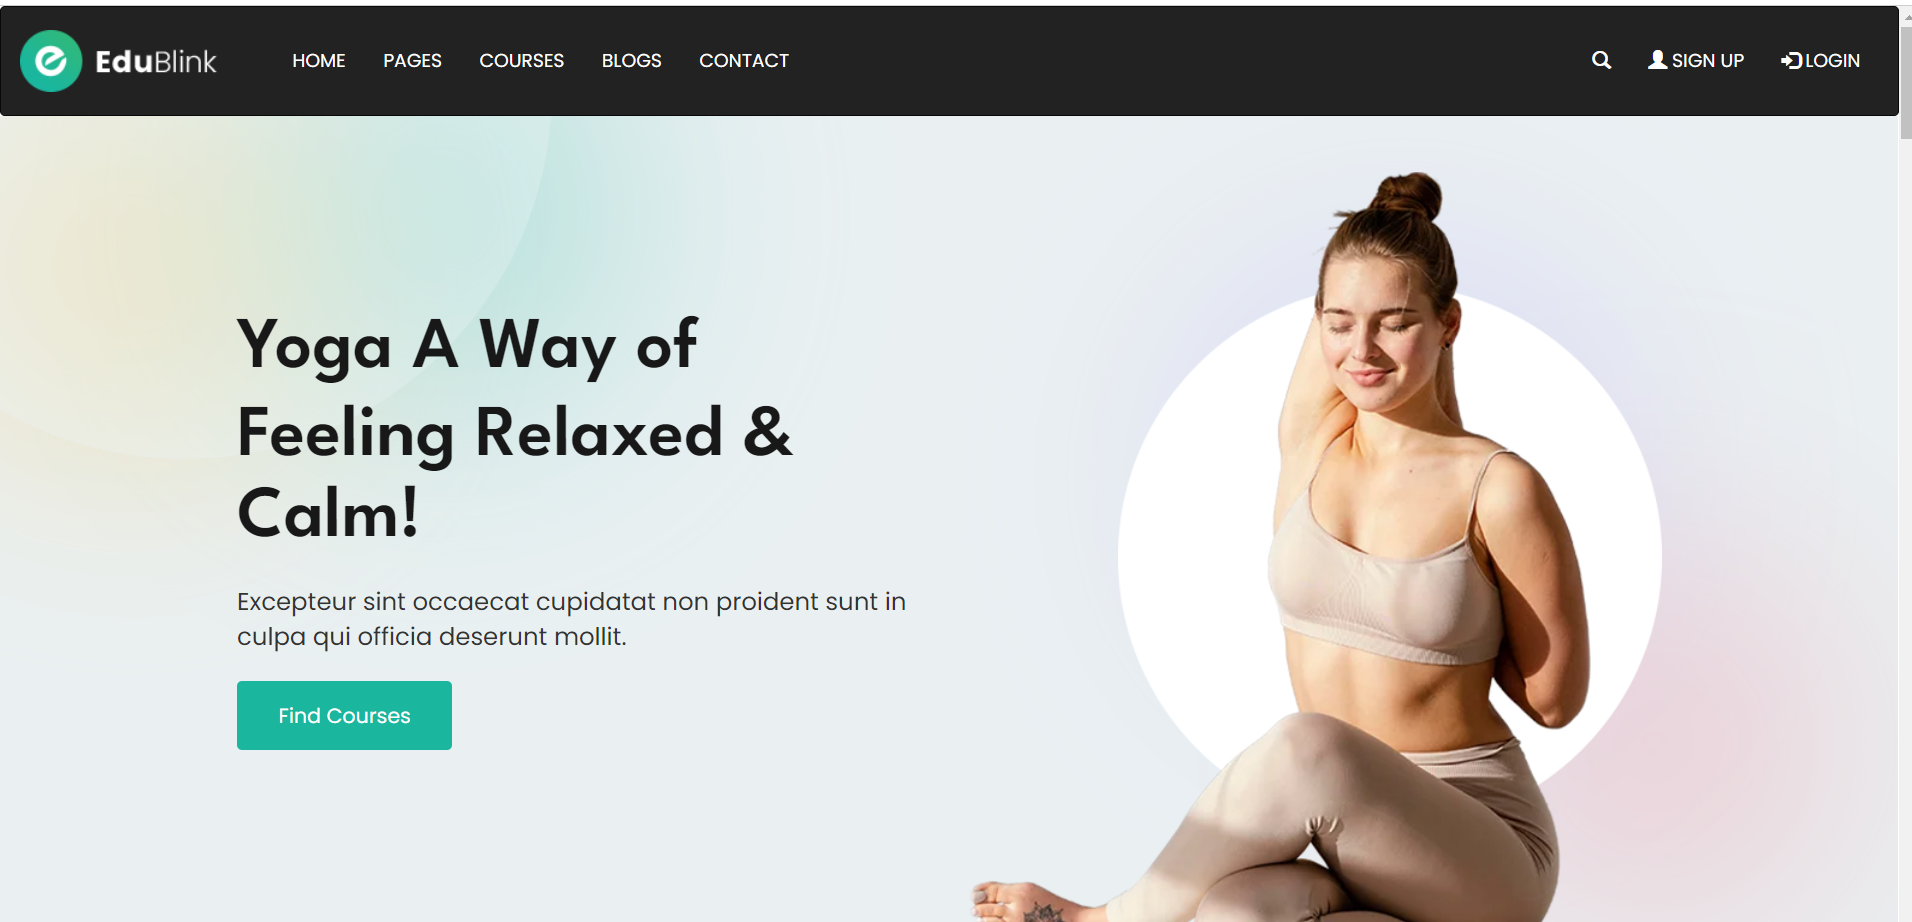 EduBlink
HOME PAGES COURSES BLOGS CONTACT
SIGN UP LOGIN
Yoga A Way of
Feeling Relaxed &
Calm!
Excepteur sint occaecat cupidatat non proident sunt in
culpa qui officia deserunt mollit.
Find Courses